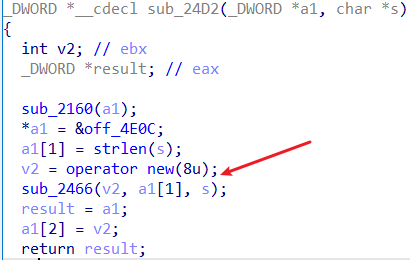 _DWORD *__cdecl sub_24D2(_DWORD *a1, char *s)
{
int v2; // ebx
_DWORD *result; // eax
sub_2160(a1);
*a1 = &off_4E0C;
a1[1] = strlen(s);
v2 = operator new(8u);
sub_2466(v2, a1[1], s);
result = a1;
a1[2] = v2;
return result;